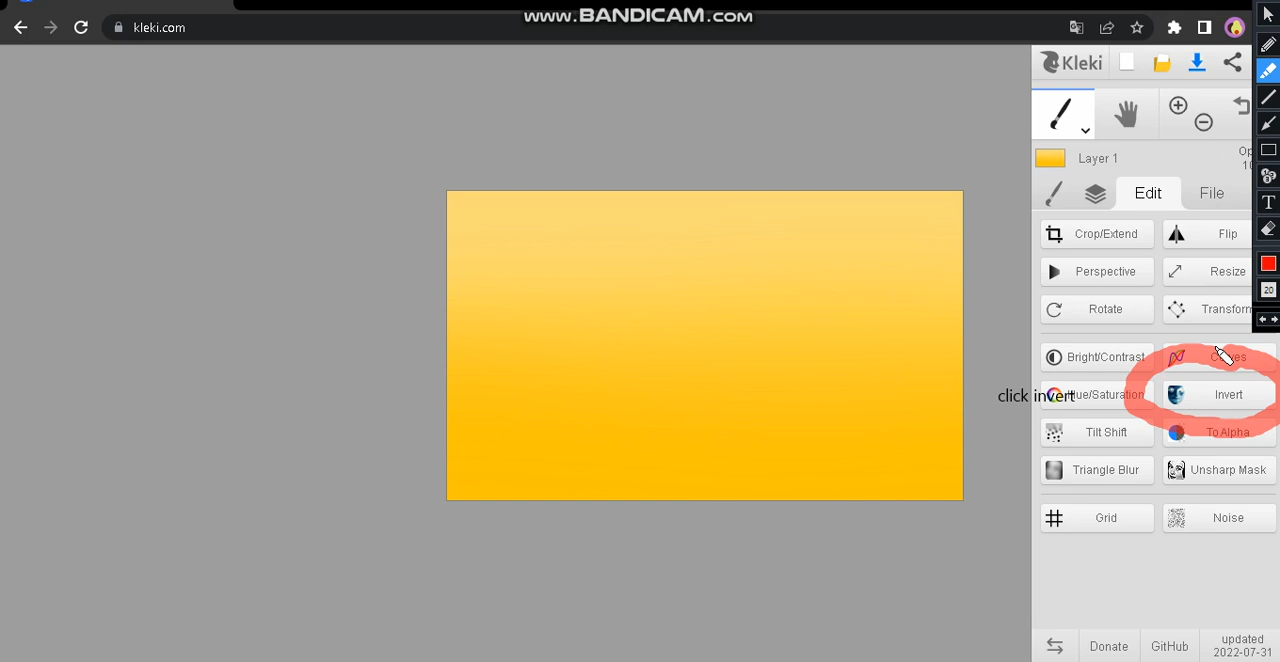 www.BANDICAM.com
kleki.com
Kleki
Layer 1
Edit
File
Crop/Extend
Flip
Perspective
Resize
Rotate
Transform
Bright/Contrast
Curves
click invert
Hue/Saturation
Invert
Tilt Shift
To Alpha
Triangle Blur
Unsharp Mask
Grid
Noise
T
20
Donate
GitHub
updated
2022-07-31